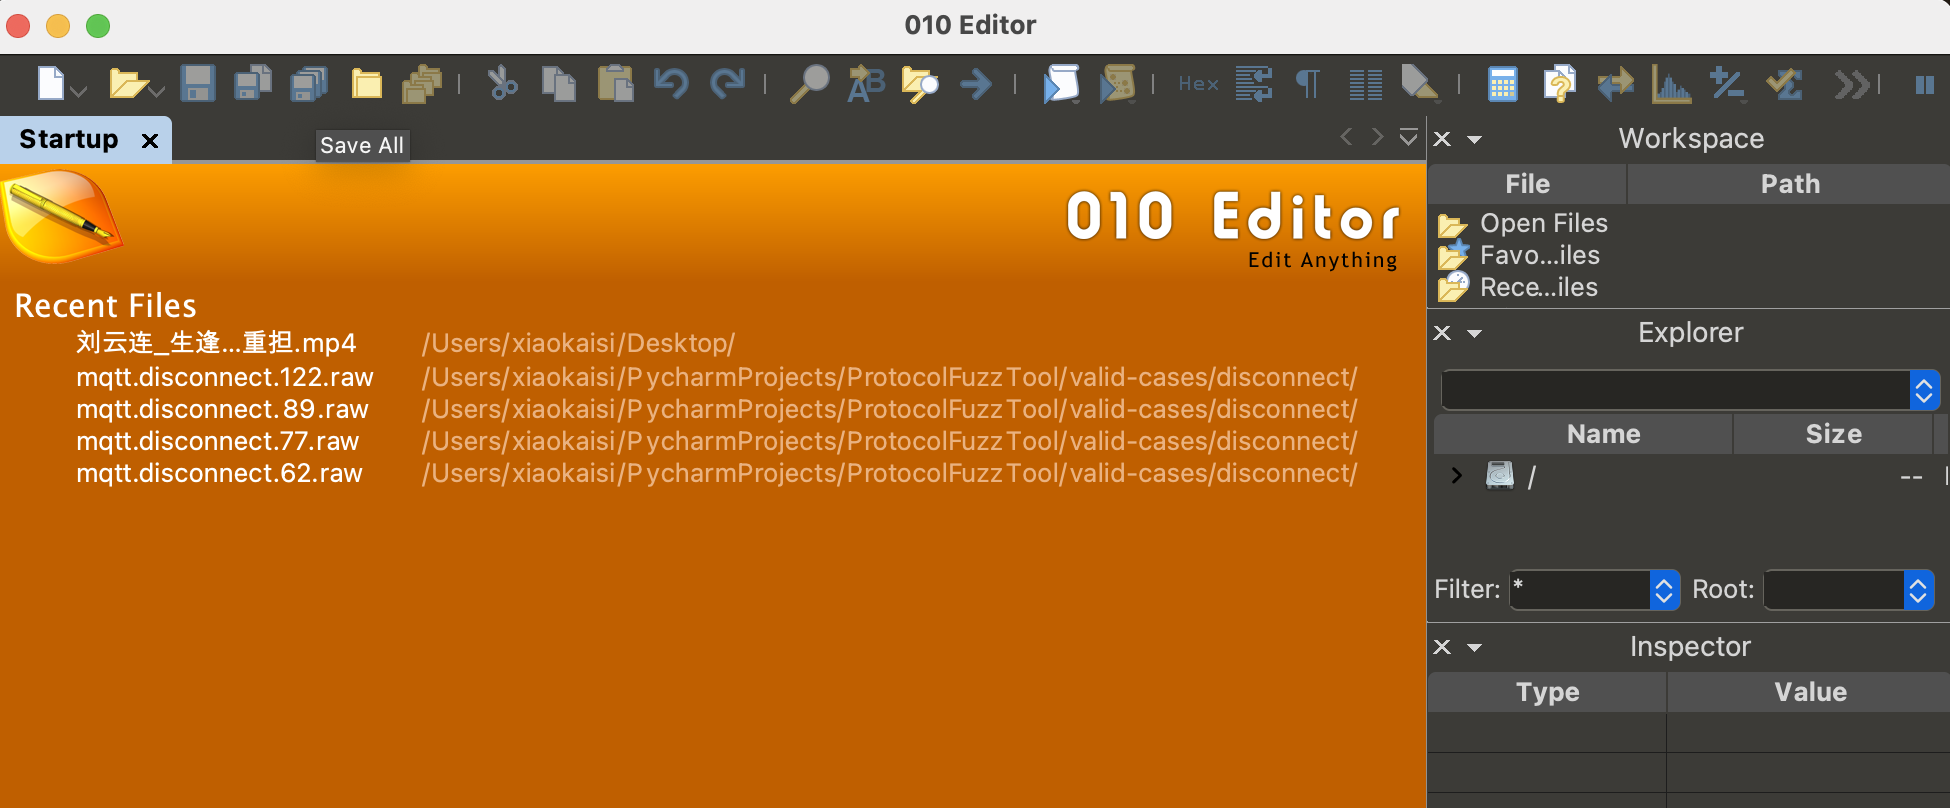 010 Editor
Hex
Startup
Save All
010 Editor
Edit Anything
Recent Files
刘云连_生逢...重担.mp4 /Users/xiaokaisi/Desktop/
mqtt.disconnect.122.raw /Users/xiaokaisi/PycharmProjects/ProtocolFuzzTool/valid-cases/disconnect/
mqtt.disconnect.89.raw /Users/xiaokaisi/PycharmProjects/ProtocolFuzzTool/valid-cases/disconnect/
mqtt.disconnect.77.raw /Users/xiaokaisi/PycharmProjects/ProtocolFuzzTool/valid-cases/disconnect/
mqtt.disconnect.62.raw /Users/xiaokaisi/PycharmProjects/ProtocolFuzzTool/valid-cases/disconnect/
Workspace
File Path
Open Files
Favo...iles
Rece...iles
Explorer
Name Size
/ --
Filter: * Root:
Inspector
Type Value